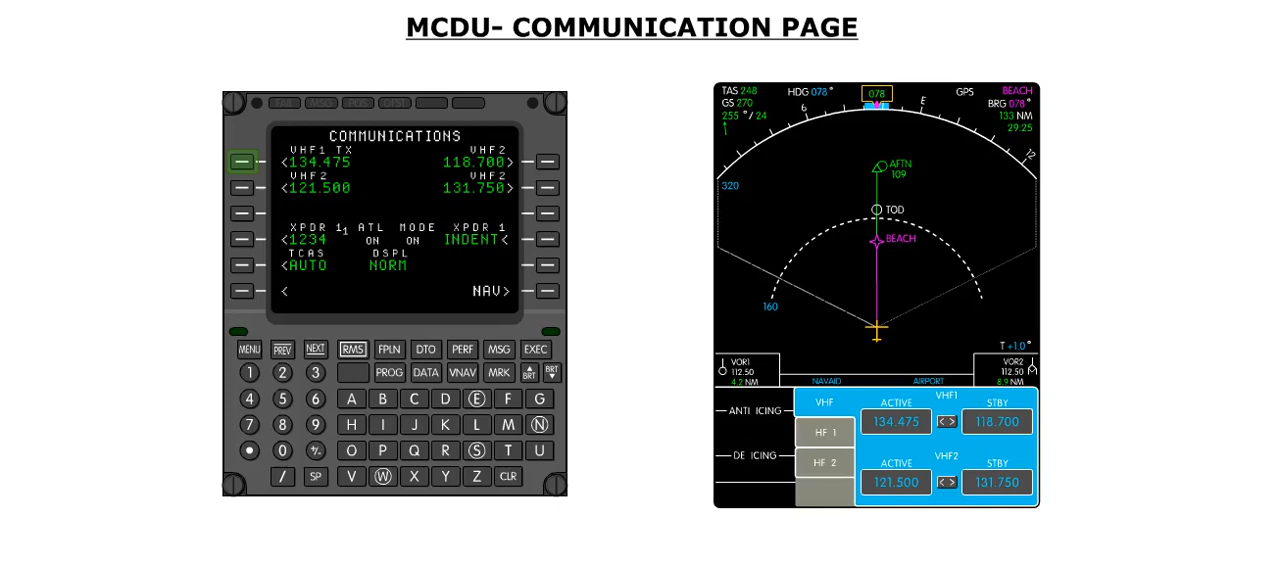 MCDU- COMMUNICATION PAGE
FAIL MSG POS OFST
COMMUNICATIONS
VHF1 TX VHF2
<134.475 118.700>
VHF2 VHF2
<121.500 131.750>
XPDR 1 1 ATL MODE XPDR 1
<1234 ON ON INDENT<
TCAS DSPL
<AUTO NORM
< NAV>
MENU PREV NEXT RMS FPLN DTO PERF MSG EXEC
1 2 3 PROG DATA VNAV MRK BRT BRT
4 5 6 A B C D E F G
7 8 9 H I J K L M N
0 +/- O P Q R S T U
/ SP V W X Y Z CLR
TAS 248
GS 270
255 °/ 24
HDG 078 °
078
GPS
BEACH
BRG 078 °
133 NM
29:25
6
E
12
320
AFTN
109
TOD
BEACH
160
T +1.0 °
VOR1
112.50
4.2 NM
VOR2
112.50
8.9 NM
NAVAID AIRPORT
ANTI ICING
DE ICING
VHF
HF 1
HF 2
VHF1
ACTIVE STBY
134.475 < > 118.700
VHF2
ACTIVE STBY
121.500 < > 131.750